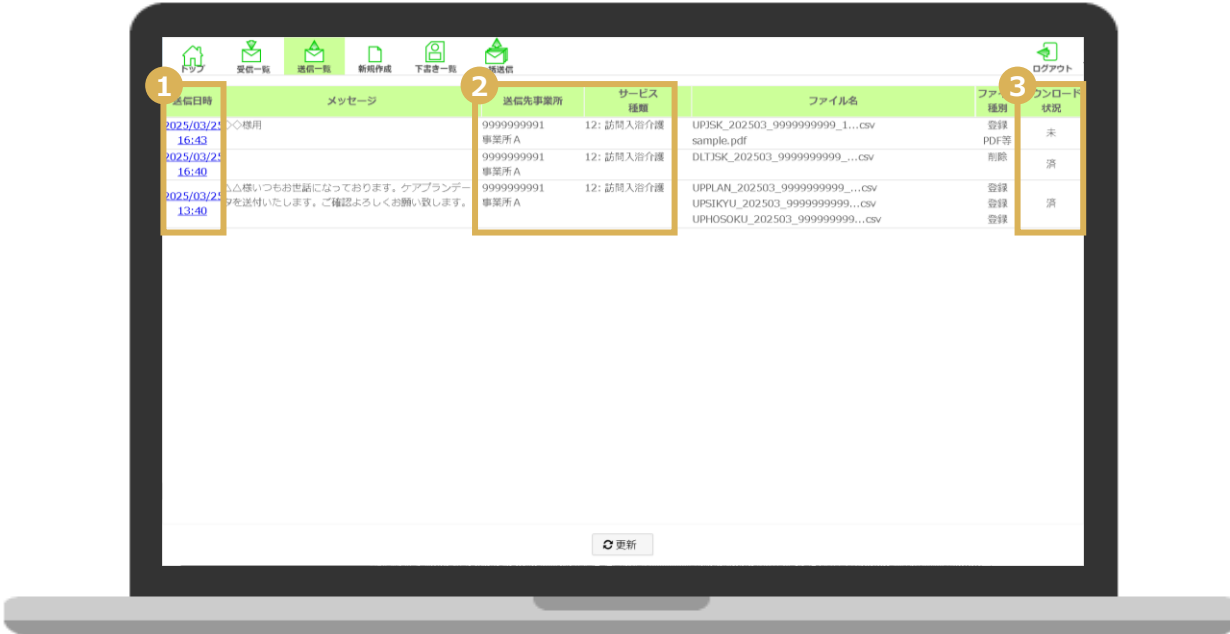 トップ
受信一覧
送信一覧
新規作成
下書き一覧
括送信
ログアウト
1
2
3
送信日時
メッセージ
送信先事業所
サービス
種類
ファイル名
ファイ
種別
ウンロード
状況
2025/03/25
16:43
◇◇様用
9999999991
事業所A
12: 訪問入浴介護
UPJSK_202503_9999999999_1...csv
sample.pdf
登録
PDF等
未
2025/03/25
16:40
9999999991
事業所A
12: 訪問入浴介護
DLTJSK_202503_9999999999_...csv
削除
済
2025/03/25
13:40
△△様いつもお世話になっております。ケアプランデー
タを送付いたします。ご確認よろしくお願い致します。
9999999991
事業所A
12: 訪問入浴介護
UPPLAN_202503_9999999999_...csv
UPSIKYU_202503_9999999999...csv
UPHOSOKU_202503_999999999...csv
登録
登録
登録
済
更新